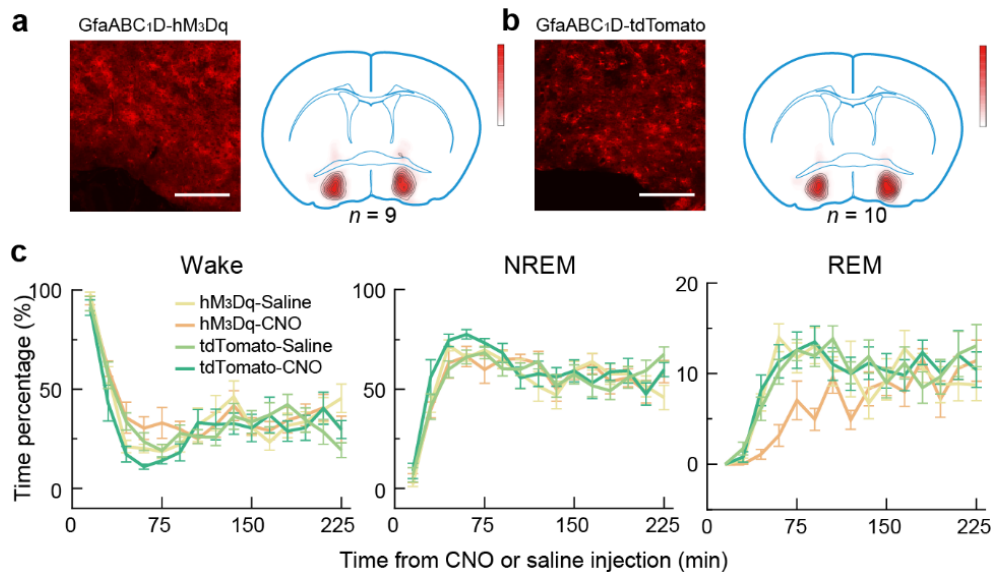 a
GfaABC1D-hM3Dq
n = 9
b
GfaABC1D-tdTomato
n = 10
c
Wake
NREM
REM
Time percentage (%)
100
50
0
hM3Dq-Saline
hM3Dq-CNO
tdTomato-Saline
tdTomato-CNO
0 75 150 225
100
50
0
0 75 150 225
20
10
0
0 75 150 225
Time from CNO or saline injection (min)